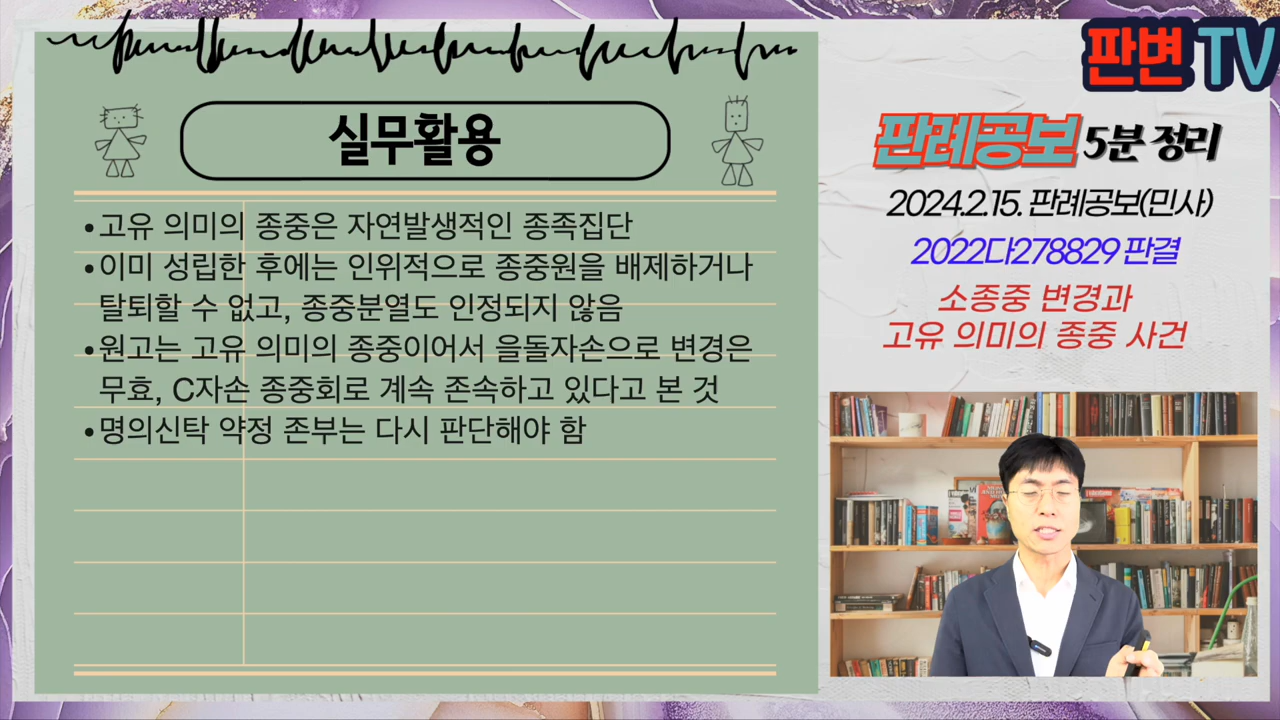 판변 TV
실무활용
•고유 의미의 종중은 자연발생적인 종족집단
•이미 성립한 후에는 인위적으로 종중원을 배제하거나
탈퇴할 수 없고, 종중분열도 인정되지 않음
•원고는 고유 의미의 종중이어서 을돌자손으로 변경은
무효, C자손 종중회로 계속 존속하고 있다고 본 것
•명의신탁 약정 존부는 다시 판단해야 함
판례공보 5분 정리
2024.2.15. 판례공보(민사)
2022다278829 판결
소종중 변경과
고유 의미의 종중 사건